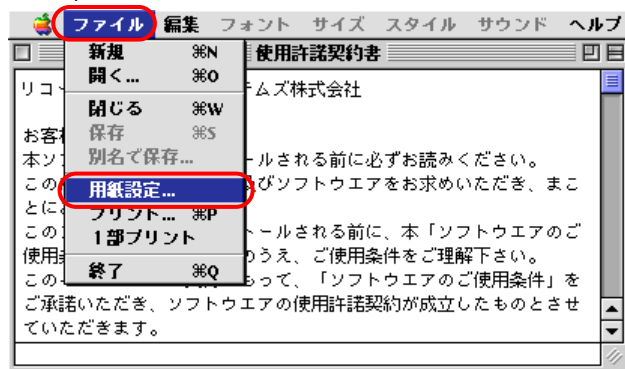 ファイル 編集 フォント サイズ スタイル サウンド ヘルプ
使用許諾契約書
新規 ⌘N
開く... ⌘O
閉じる ⌘W
保存 ⌘S
別名で保存...
用紙設定...
プリント... ⌘P
1部プリント
終了 ⌘Q
リコ
ムズ株式会社
お客
本ソ
ールされる前に必ずお読みください。
この
びソフトウエアをお求めいただき、まこ
とに
この
トールされる前に、本「ソフトウエアのご
使用
うえ、ご使用条件をご理解下さい。
この
もって、「ソフトウエアのご使用条件」を
ご承諾いただき、ソフトウエアの使用許諾契約が成立したものとさせ
ていただきます。